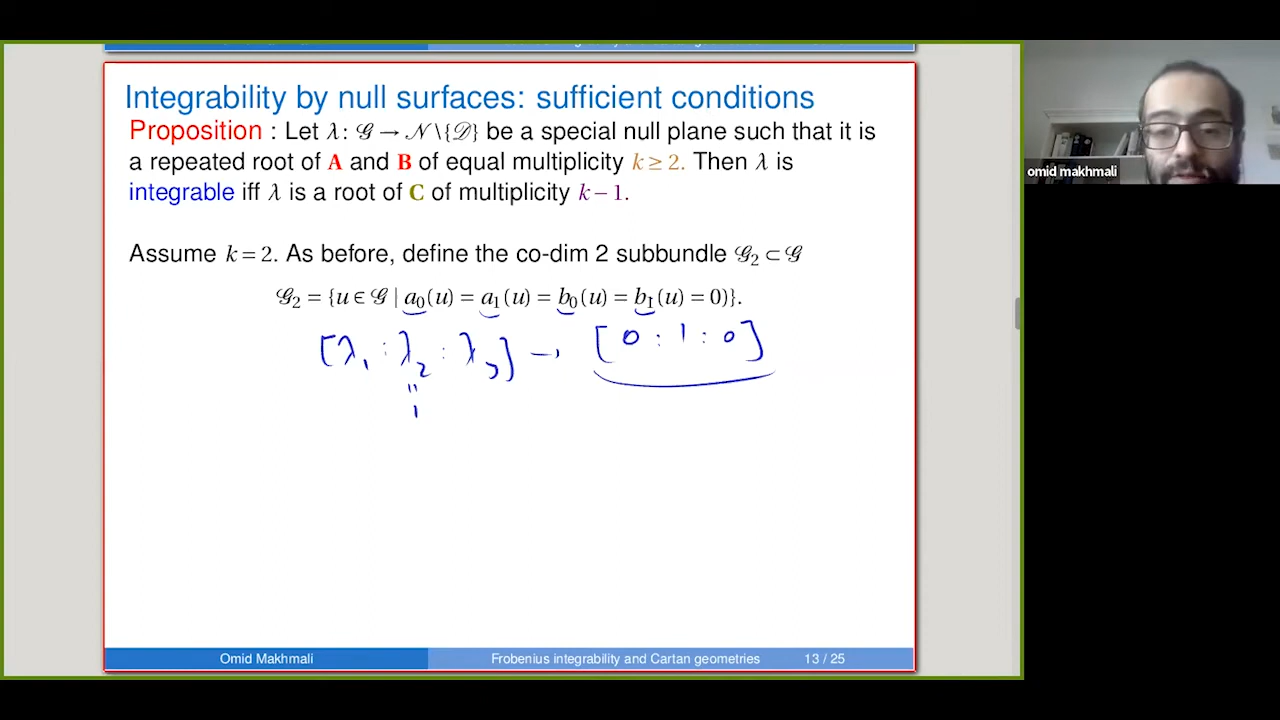 Integrability by null surfaces: sufficient conditions
Proposition : Let λ: 𝒢 → 𝒩 \{𝒟} be a special null plane such that it is
a repeated root of A and B of equal multiplicity k ≥ 2. Then λ is
integrable iff λ is a root of C of multiplicity k − 1.
Assume k = 2. As before, define the co-dim 2 subbundle 𝒢₂ ⊂ 𝒢
𝒢₂ = {u ∈ 𝒢 | a₀(u) = a₁(u) = b₀(u) = b₁(u) = 0)}.
[λ₁ : λ₂ : λ₃] → [0 : 1 : 0]
"
1
Omid Makhmali
Frobenius integrability and Cartan geometries
13 / 25
omid makhmali